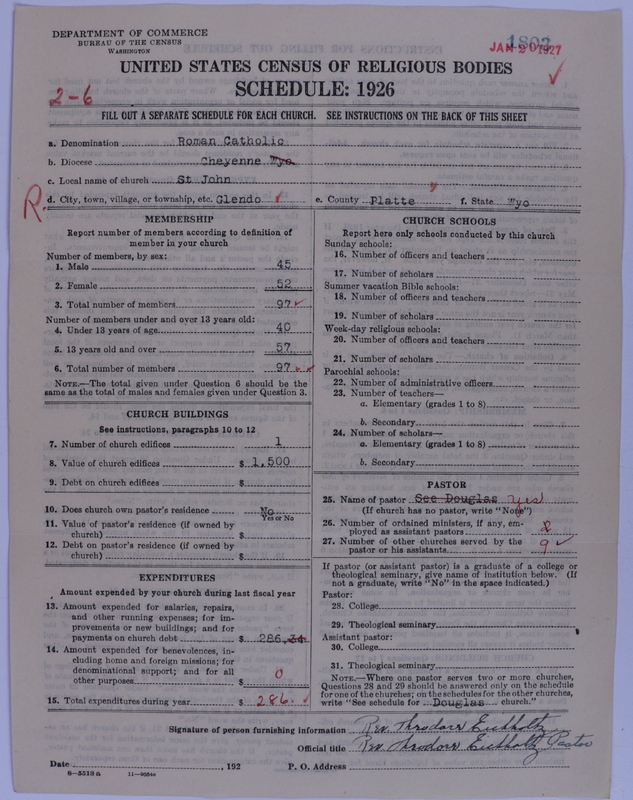 DEPARTMENT OF COMMERCE
BUREAU OF THE CENSUS
WASHINGTON
JAN 20 1927
UNITED STATES CENSUS OF RELIGIOUS BODIES
SCHEDULE: 1926
2-6
FILL OUT A SEPARATE SCHEDULE FOR EACH CHURCH. SEE INSTRUCTIONS ON THE BACK OF THIS SHEET
a. Denomination Roman Catholic
b. Diocese Cheyenne Wyo
c. Local name of church St John
R. d. City, town, village, or township, etc. Glendo e. County Platte f. State Wyo
MEMBERSHIP
Report number of members according to definition of member in your church
Number of members, by sex:
1. Male 45
2. Female 52
3. Total number of members 97
Number of members under and over 13 years old:
4. Under 13 years of age 40
5. 13 years old and over 57
6. Total number of members 97
NOTE.—The total given under Question 6 should be the same as the total of males and females given under Question 3.
CHURCH BUILDINGS
See instructions, paragraphs 10 to 12
7. Number of church edifices 1
8. Value of church edifices $ 1,500
9. Debt on church edifices $
10. Does church own pastor's residence No
Yes or No
11. Value of pastor's residence (if owned by church) $
12. Debt on pastor's residence (if owned by church) $
EXPENDITURES
Amount expended by your church during last fiscal year
13. Amount expended for salaries, repairs, and other running expenses; for improvements or new buildings; and for payments on church debt $ 286.34
14. Amount expended for benevolences, including home and foreign missions; for denominational support; and for all other purposes $ 0
15. Total expenditures during year $ 286.
CHURCH SCHOOLS
Report here only schools conducted by this church
Sunday schools:
16. Number of officers and teachers
17. Number of scholars
Summer vacation Bible schools:
18. Number of officers and teachers
19. Number of scholars
Week-day religious schools:
20. Number of officers and teachers
21. Number of scholars
Parochial schools:
22. Number of administrative officers
23. Number of teachers—
a. Elementary (grades 1 to 8)
b. Secondary
24. Number of scholars—
a. Elementary (grades 1 to 8)
b. Secondary
PASTOR
25. Name of pastor See Douglas yes
(If church has no pastor, write "None")
26. Number of ordained ministers, if any, employed as assistant pastors 2
27. Number of other churches served by the pastor or his assistants 9
If pastor (or assistant pastor) is a graduate of a college or theological seminary, give name of institution below. (If not a graduate, write "No" in the space indicated.)
Pastor:
28. College
29. Theological seminary
Assistant pastor:
30. College
31. Theological seminary
NOTE.—Where one pastor serves two or more churches, Questions 28 and 29 should be answered only on the schedule for one of the churches; on the schedules for the other churches, write "See schedule for Douglas church."
Signature of person furnishing information Rev. Theodore Eichholtz
Official title Rev. Theodore Eichholtz Pastor
Date , 192 P. O. Address